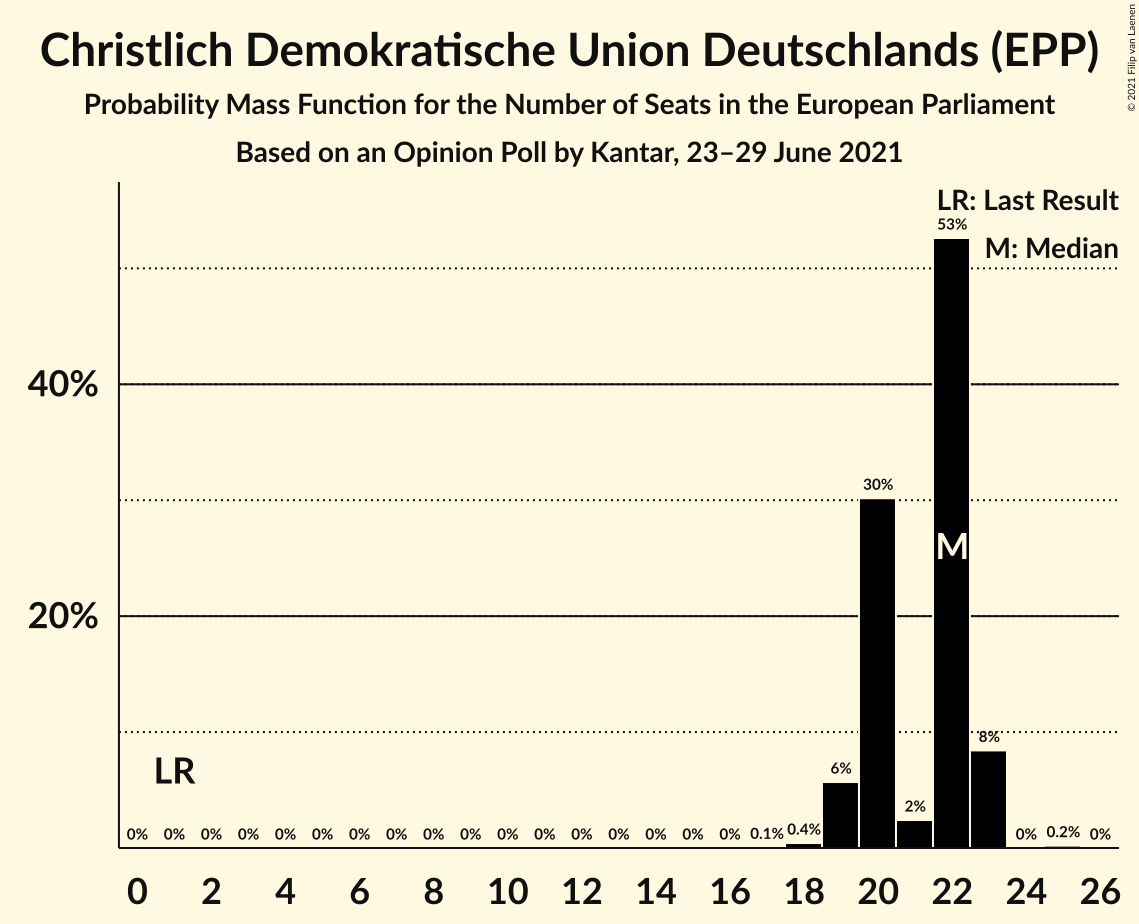 Christlich Demokratische Union Deutschlands (EPP)
Probability Mass Function for the Number of Seats in the European Parliament
Based on an Opinion Poll by Kantar, 23–29 June 2021
© 2021 Filip van Laenen
LR: Last Result
M: Median
53%
40%
30%
M
20%
8%
LR
6%
2%
0% 0% 0% 0% 0% 0% 0% 0% 0% 0% 0% 0% 0% 0% 0% 0% 0% 0.1% 0.4% 0% 0.2% 0%
0 2 4 6 8 10 12 14 16 18 20 22 24 26